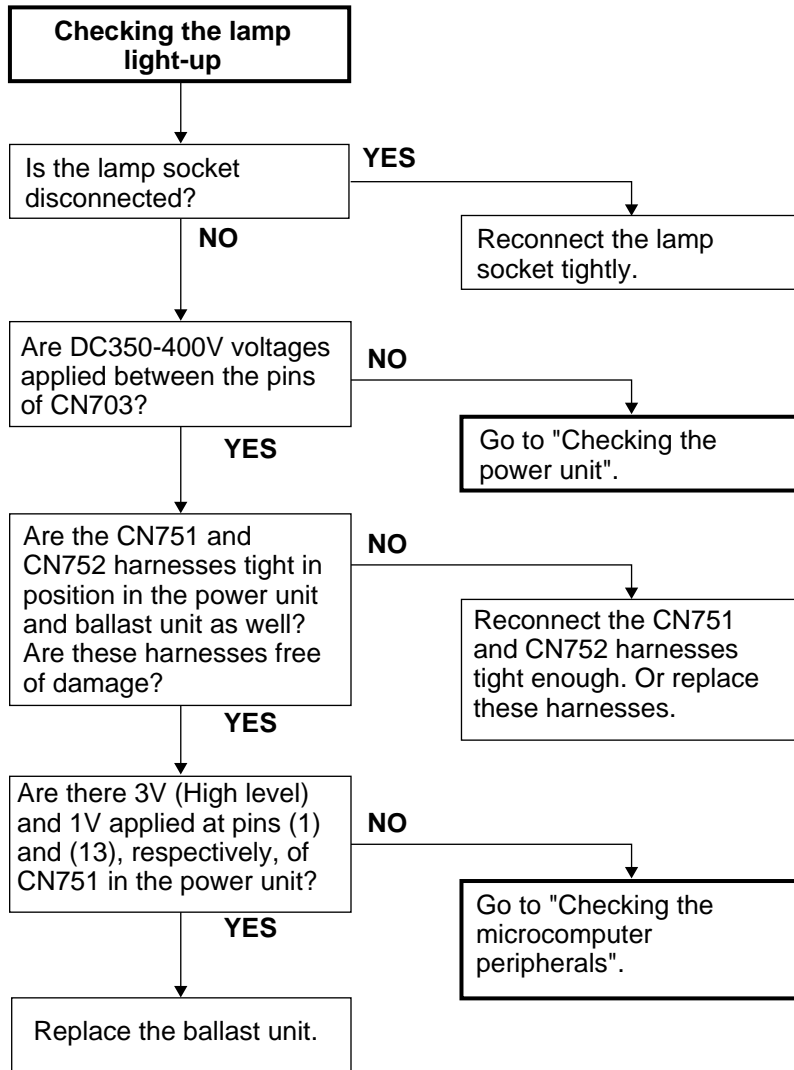 Checking the lamp
light-up
Is the lamp socket
disconnected?
YES
Reconnect the lamp
socket tightly.
NO
Are DC350-400V voltages
applied between the pins
of CN703?
NO
Go to "Checking the
power unit".
YES
Are the CN751 and
CN752 harnesses tight in
position in the power unit
and ballast unit as well?
Are these harnesses free
of damage?
NO
Reconnect the CN751
and CN752 harnesses
tight enough. Or replace
these harnesses.
YES
Are there 3V (High level)
and 1V applied at pins (1)
and (13), respectively, of
CN751 in the power unit?
NO
Go to "Checking the
microcomputer
peripherals".
YES
Replace the ballast unit.